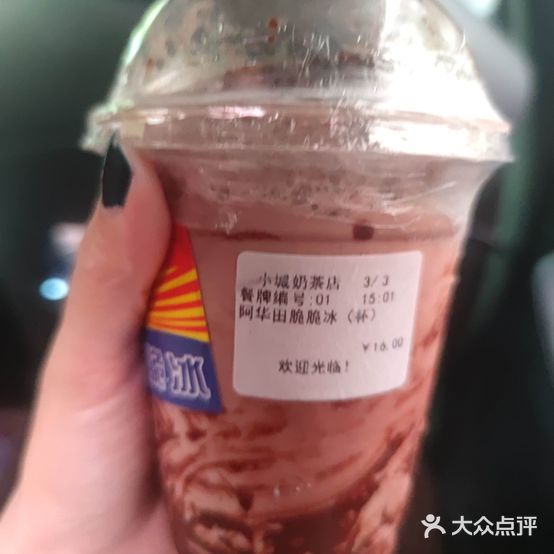 小城奶茶店 3/3
餐牌编号:01 15:01
阿华田脆脆冰（杯）
￥16.00
欢迎光临！
冰
大众点评